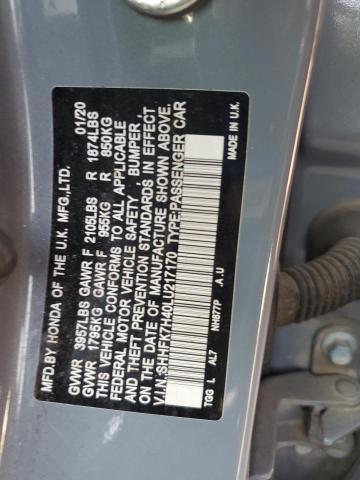 MFD.BY HONDA OF THE U.K. MFG.,LTD. 01/20
GVWR 3957LBS GAWR F 2105LBS R 1874LBS
GVWR 1795KG GAWR F 955KG R 850KG
THIS VEHICLE CONFORMS TO ALL APPLICABLE
FEDERAL MOTOR VEHICLE SAFETY, BUMPER,
AND THEFT PREVENTION STANDARDS IN EFFECT
ON THE DATE OF MANUFACTURE SHOWN ABOVE.
V.I.N:SHHFK7H40LU217170 TYPE:PASSENGER CAR
MADE IN U.K.
TGG L AL7 NH877P .A.U